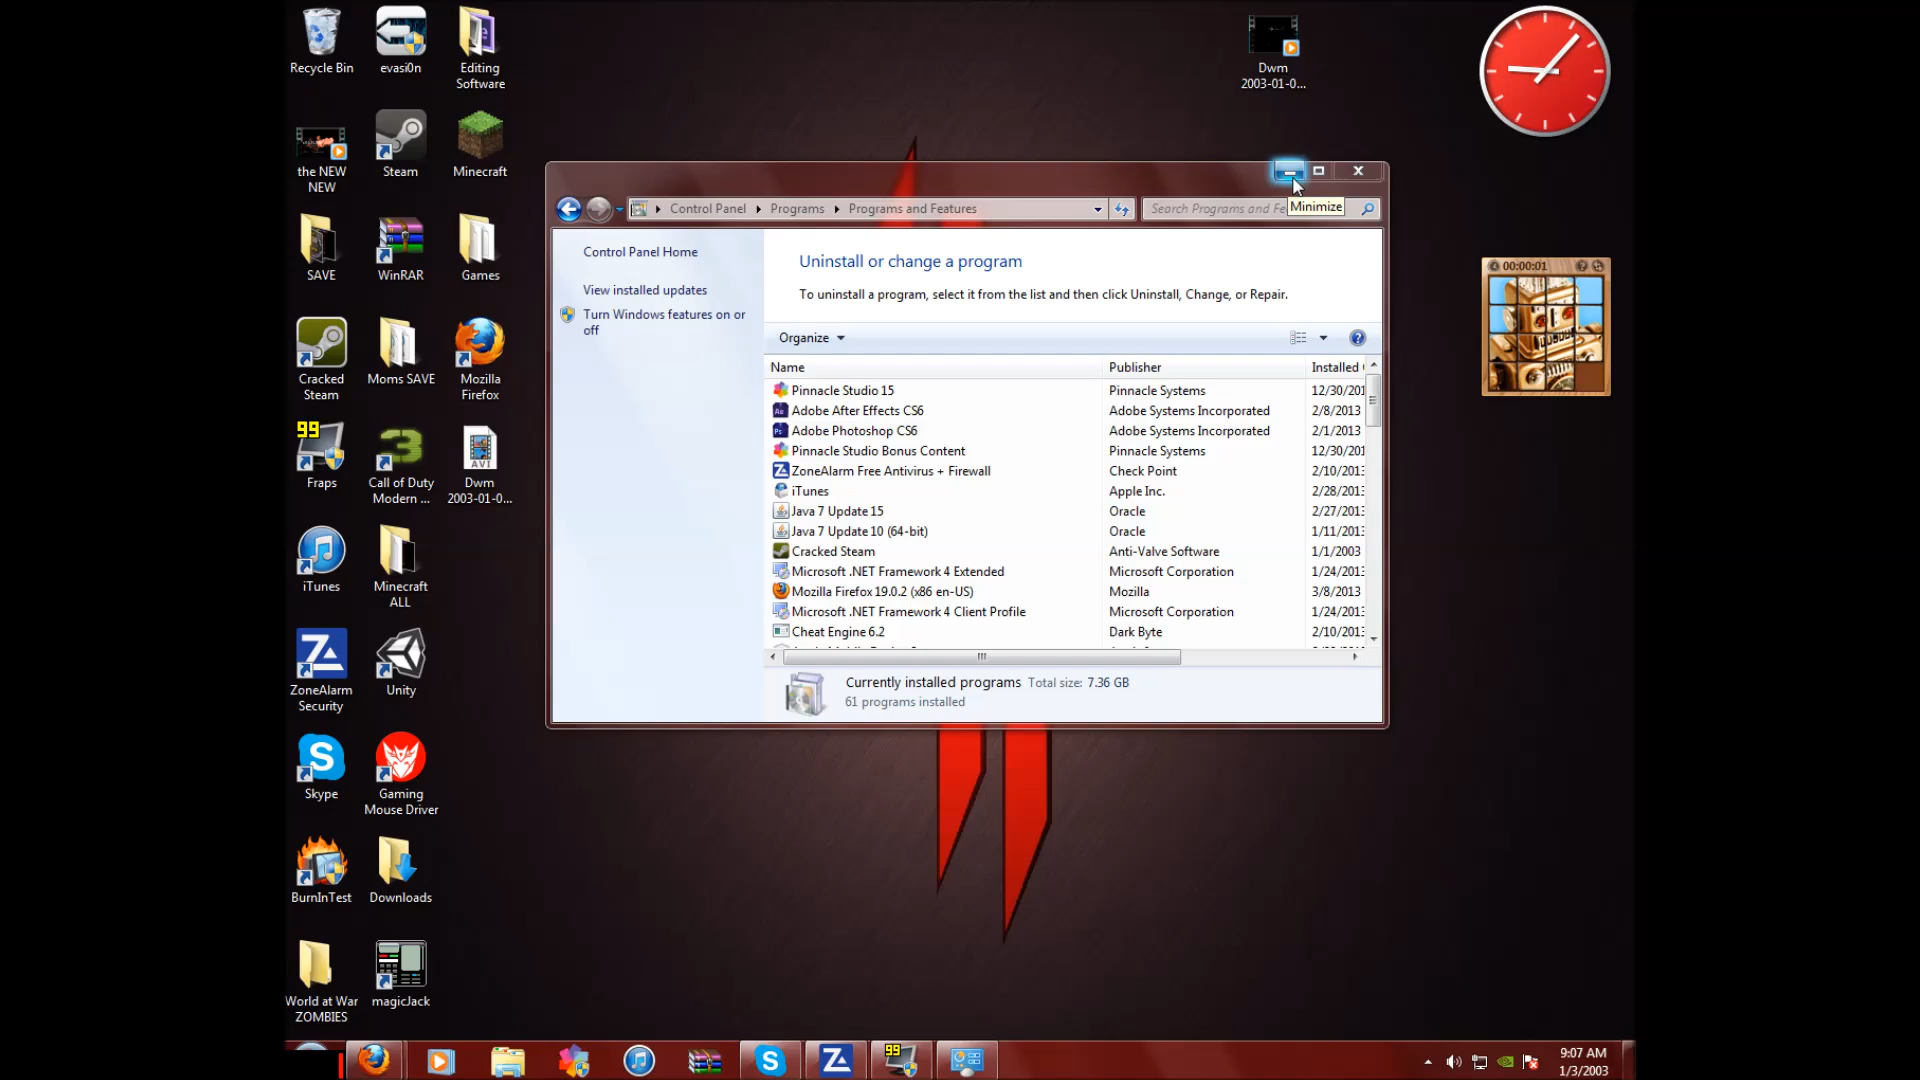 Recycle Bin
evasi0n
Editing
Software
the NEW
NEW
Steam
Minecraft
SAVE
WinRAR
Games
Cracked
Steam
Moms SAVE
Mozilla
Firefox
99
Fraps
Call of Duty
Modern ...
AVI
Dwm
2003-01-0...
iTunes
Minecraft
ALL
ZoneAlarm
Security
Unity
Skype
Gaming
Mouse Driver
BurnInTest
Downloads
World at War
ZOMBIES
magicJack
Dwm
2003-01-0...
00:00:01
Control Panel
Programs
Programs and Features
Search Programs and Fe
Minimize
Control Panel Home
View installed updates
Turn Windows features on or
off
Uninstall or change a program
To uninstall a program, select it from the list and then click Uninstall, Change, or Repair.
Organize
Name Publisher Installed
Pinnacle Studio 15 Pinnacle Systems 12/30/201
Adobe After Effects CS6 Adobe Systems Incorporated 2/8/2013
Adobe Photoshop CS6 Adobe Systems Incorporated 2/1/2013
Pinnacle Studio Bonus Content Pinnacle Systems 12/30/201
ZoneAlarm Free Antivirus + Firewall Check Point 2/10/2013
iTunes Apple Inc. 2/28/2013
Java 7 Update 15 Oracle 2/27/2013
Java 7 Update 10 (64-bit) Oracle 1/11/2013
Cracked Steam Anti-Valve Software 1/1/2003
Microsoft .NET Framework 4 Extended Microsoft Corporation 1/24/2013
Mozilla Firefox 19.0.2 (x86 en-US) Mozilla 3/8/2013
Microsoft .NET Framework 4 Client Profile Microsoft Corporation 1/24/2013
Cheat Engine 6.2 Dark Byte 2/10/2013
Currently installed programs Total size: 7.36 GB
61 programs installed
99
9:07 AM
1/3/2003